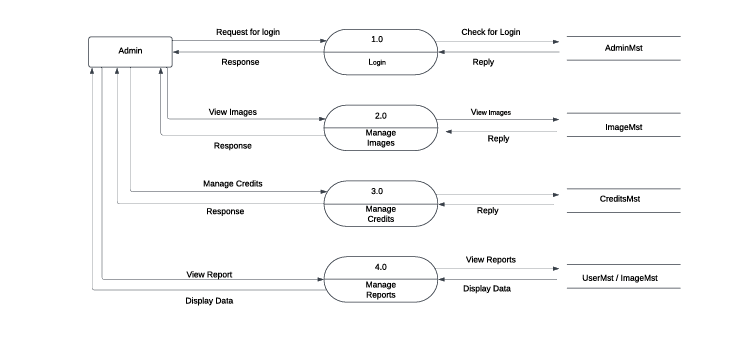 Request for login
1.0
Check for Login
Admin
AdminMst
Response
Login
Reply
View Images
2.0
View Images
ImageMst
Manage
Images
Response
Reply
Manage Credits
3.0
CreditsMst
Response
Manage
Credits
Reply
View Reports
4.0
View Report
UserMst / ImageMst
Manage
Reports
Display Data
Display Data